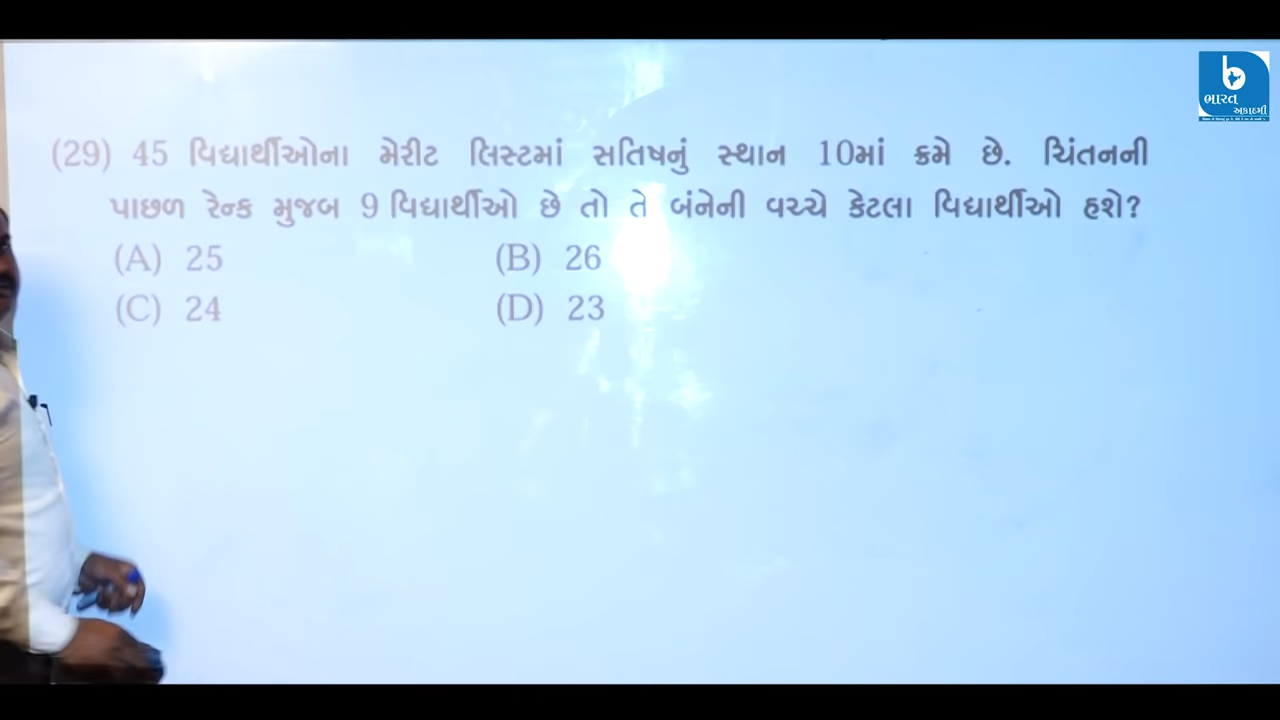 ભારત
અકાદમી
(29) 45 વિદ્યાર્થીઓના મેરીટ લિસ્ટમાં સતિષનું સ્થાન 10માં ક્રમે છે. ચિંતનની
પાછળ રેન્ક મુજબ 9 વિદ્યાર્થીઓ છે તો તે બંનેની વચ્ચે કેટલા વિદ્યાર્થીઓ હશે?
(A) 25 (B) 26
(C) 24 (D) 23